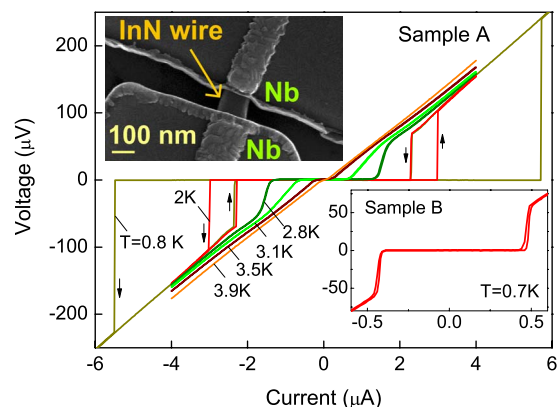 200
100
0
-100
-200
Voltage (µV)
InN wire
Nb
100 nm
Nb
Sample A
2K
T=0.8 K
2.8K
3.1K
3.5K
3.9K
Sample B
50
0
-50
T=0.7K
-0.5
0.0
0.5
-6
-4
-2
0
2
4
6
Current (µA)